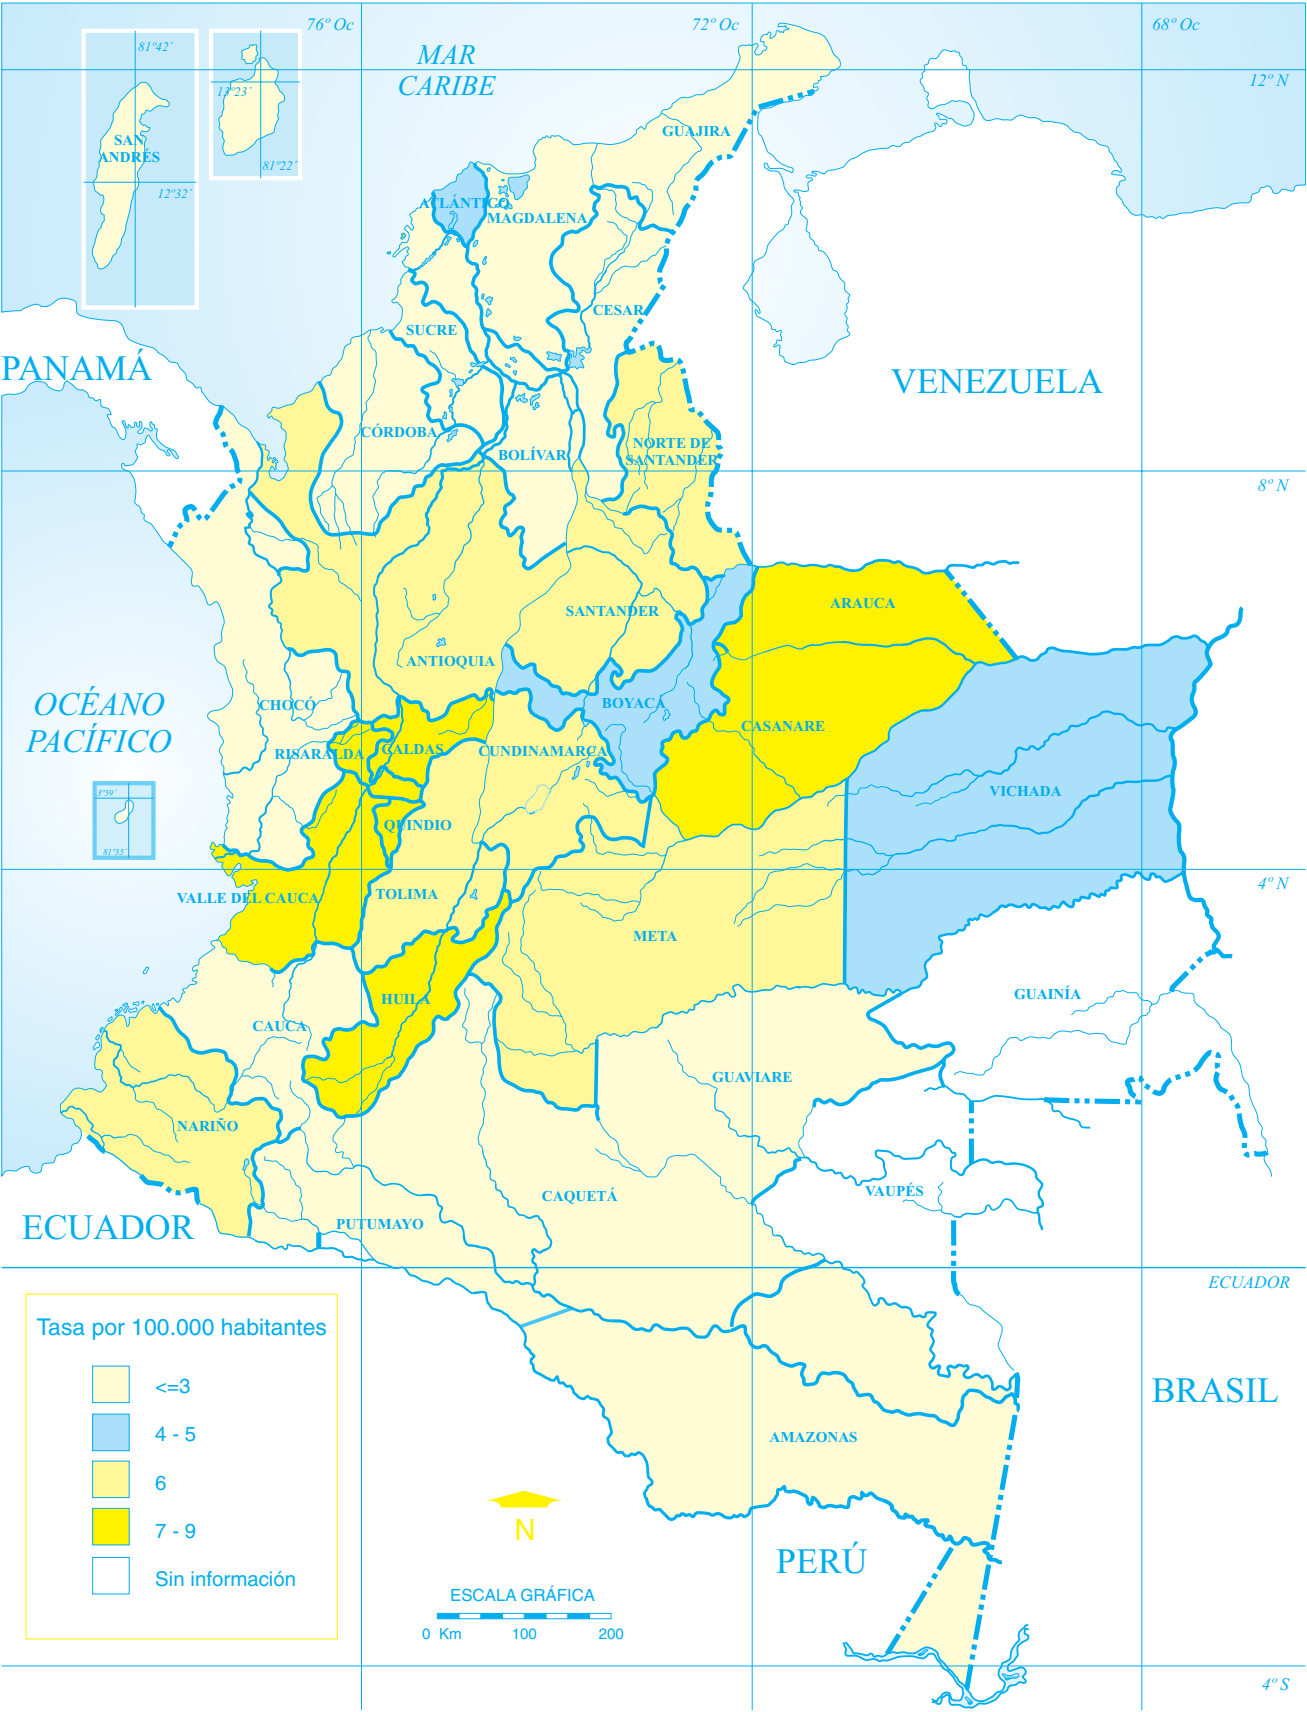 76º Oc
72º Oc
68º Oc
81º42´
MAR
CARIBE
12º N
13º23´
GUAJIRA
SAN
ANDRÉS
81º22´
12º32´
ATLÁNTICO
MAGDALENA
CESAR
SUCRE
PANAMÁ
VENEZUELA
CÓRDOBA
NORTE DE
SANTANDER
BOLÍVAR
8º N
ARAUCA
SANTANDER
ANTIOQUIA
OCÉANO
PACÍFICO
CHOCÓ
BOYACÁ
CASANARE
RISARALDA
CALDAS
CUNDINAMARCA
3º59´
VICHADA
81º35´
QUINDIO
4º N
VALLE DEL CAUCA
TOLIMA
META
HUILA
GUAINÍA
CAUCA
GUAVIARE
NARIÑO
VAUPÉS
CAQUETÁ
ECUADOR
PUTUMAYO
ECUADOR
Tasa por 100.000 habitantes
<=3
4 - 5
6
7 - 9
Sin información
BRASIL
AMAZONAS
N
PERÚ
ESCALA GRÁFICA
0 Km 100 200
4º S